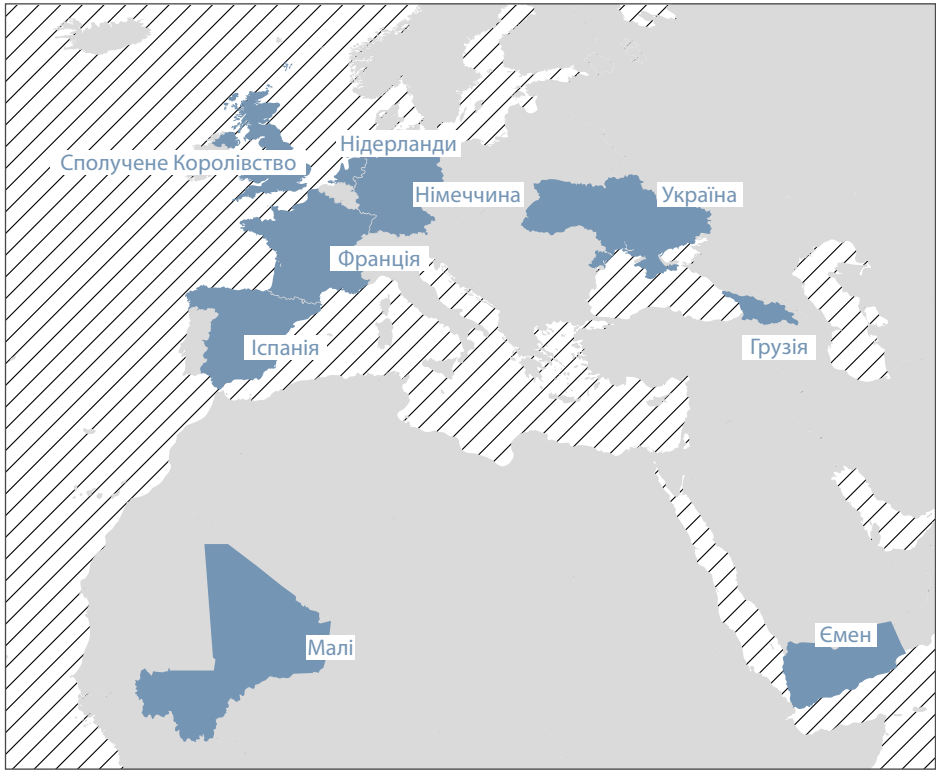 Нідерланди
Сполучене Королівство
Німеччина
Україна
Франція
Іспанія
Грузія
Ємен
Малі